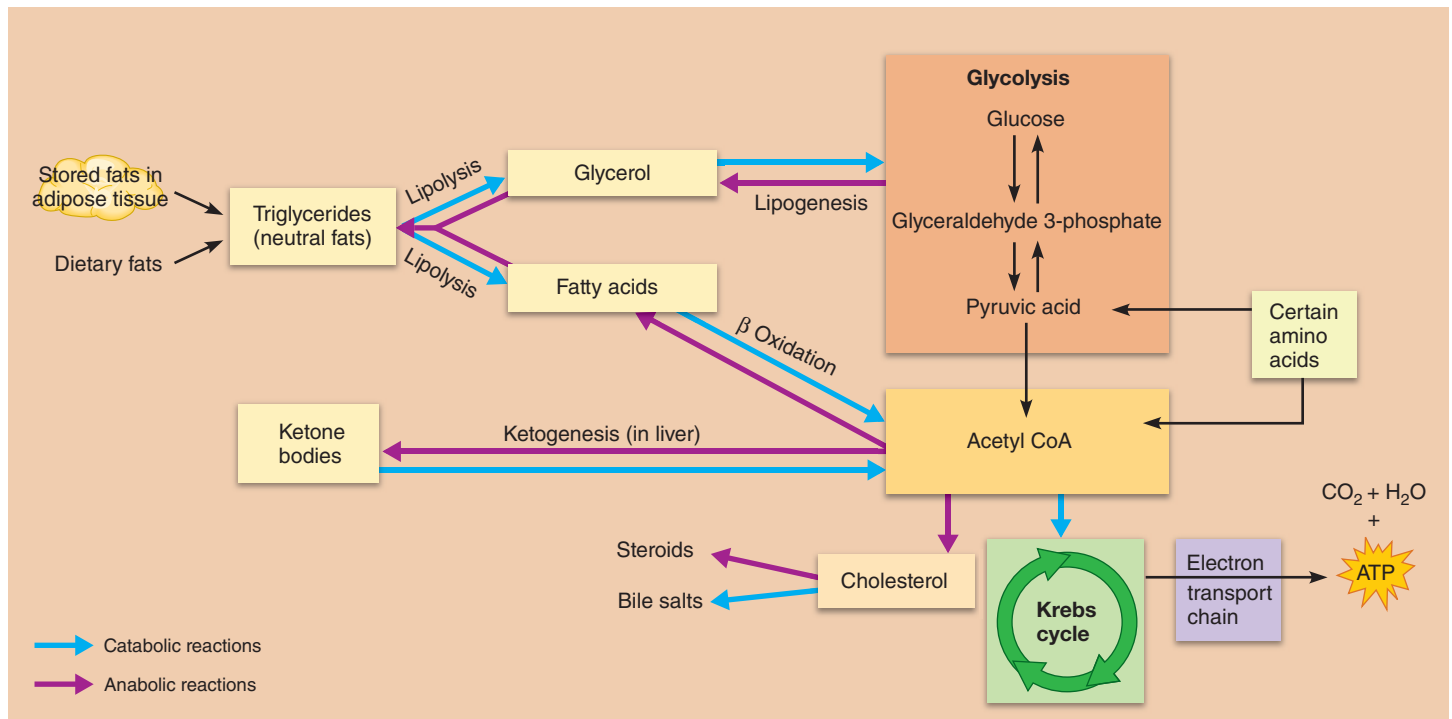 Glycolysis
Glucose
Glyceraldehyde 3-phosphate
Pyruvic acid
Stored fats in
adipose tissue
Dietary fats
Triglycerides
(neutral fats)
Lipolysis
Lipolysis
Glycerol
Lipogenesis
Fatty acids
β Oxidation
Certain
amino
acids
Ketone
bodies
Ketogenesis (in liver)
Acetyl CoA
Steroids
Bile salts
Cholesterol
Krebs
cycle
Electron
transport
chain
CO₂ + H₂O
+
ATP
Catabolic reactions
Anabolic reactions